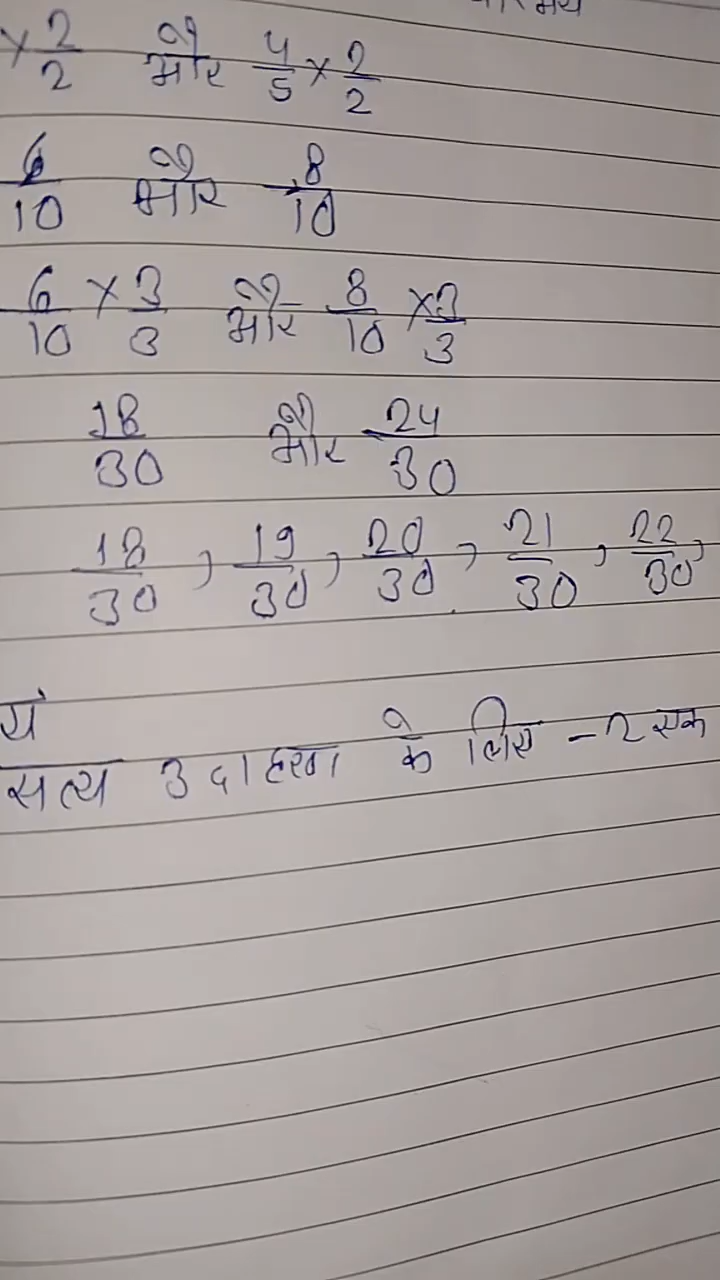 × 2/2 और 4/5 × 2/2
6/10 और 8/10
6/10 × 3/3 और 8/10 × 3/3
18/30 और 24/30
18/30 , 19/30 , 20/30 , 21/30 , 22/30 ,
यं
सत्य उदाहरण के लिए - 2 एक